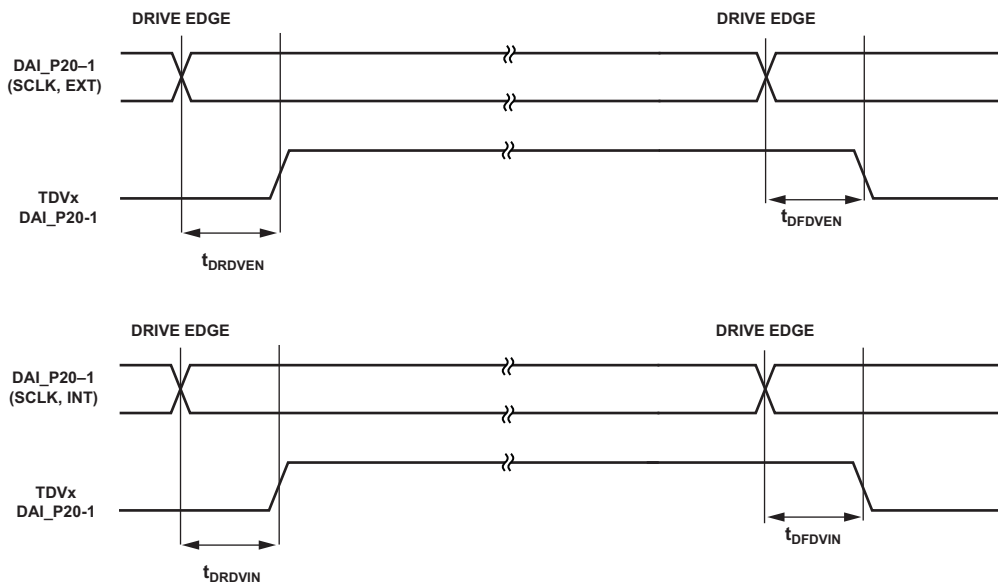 DRIVE EDGE DRIVE EDGE
DAI_P20–1
(SCLK, EXT)
TDVx
DAI_P20-1
tDFDVEN
tDRDVEN
DRIVE EDGE DRIVE EDGE
DAI_P20–1
(SCLK, INT)
TDVx
DAI_P20-1
tDFDVIN
tDRDVIN